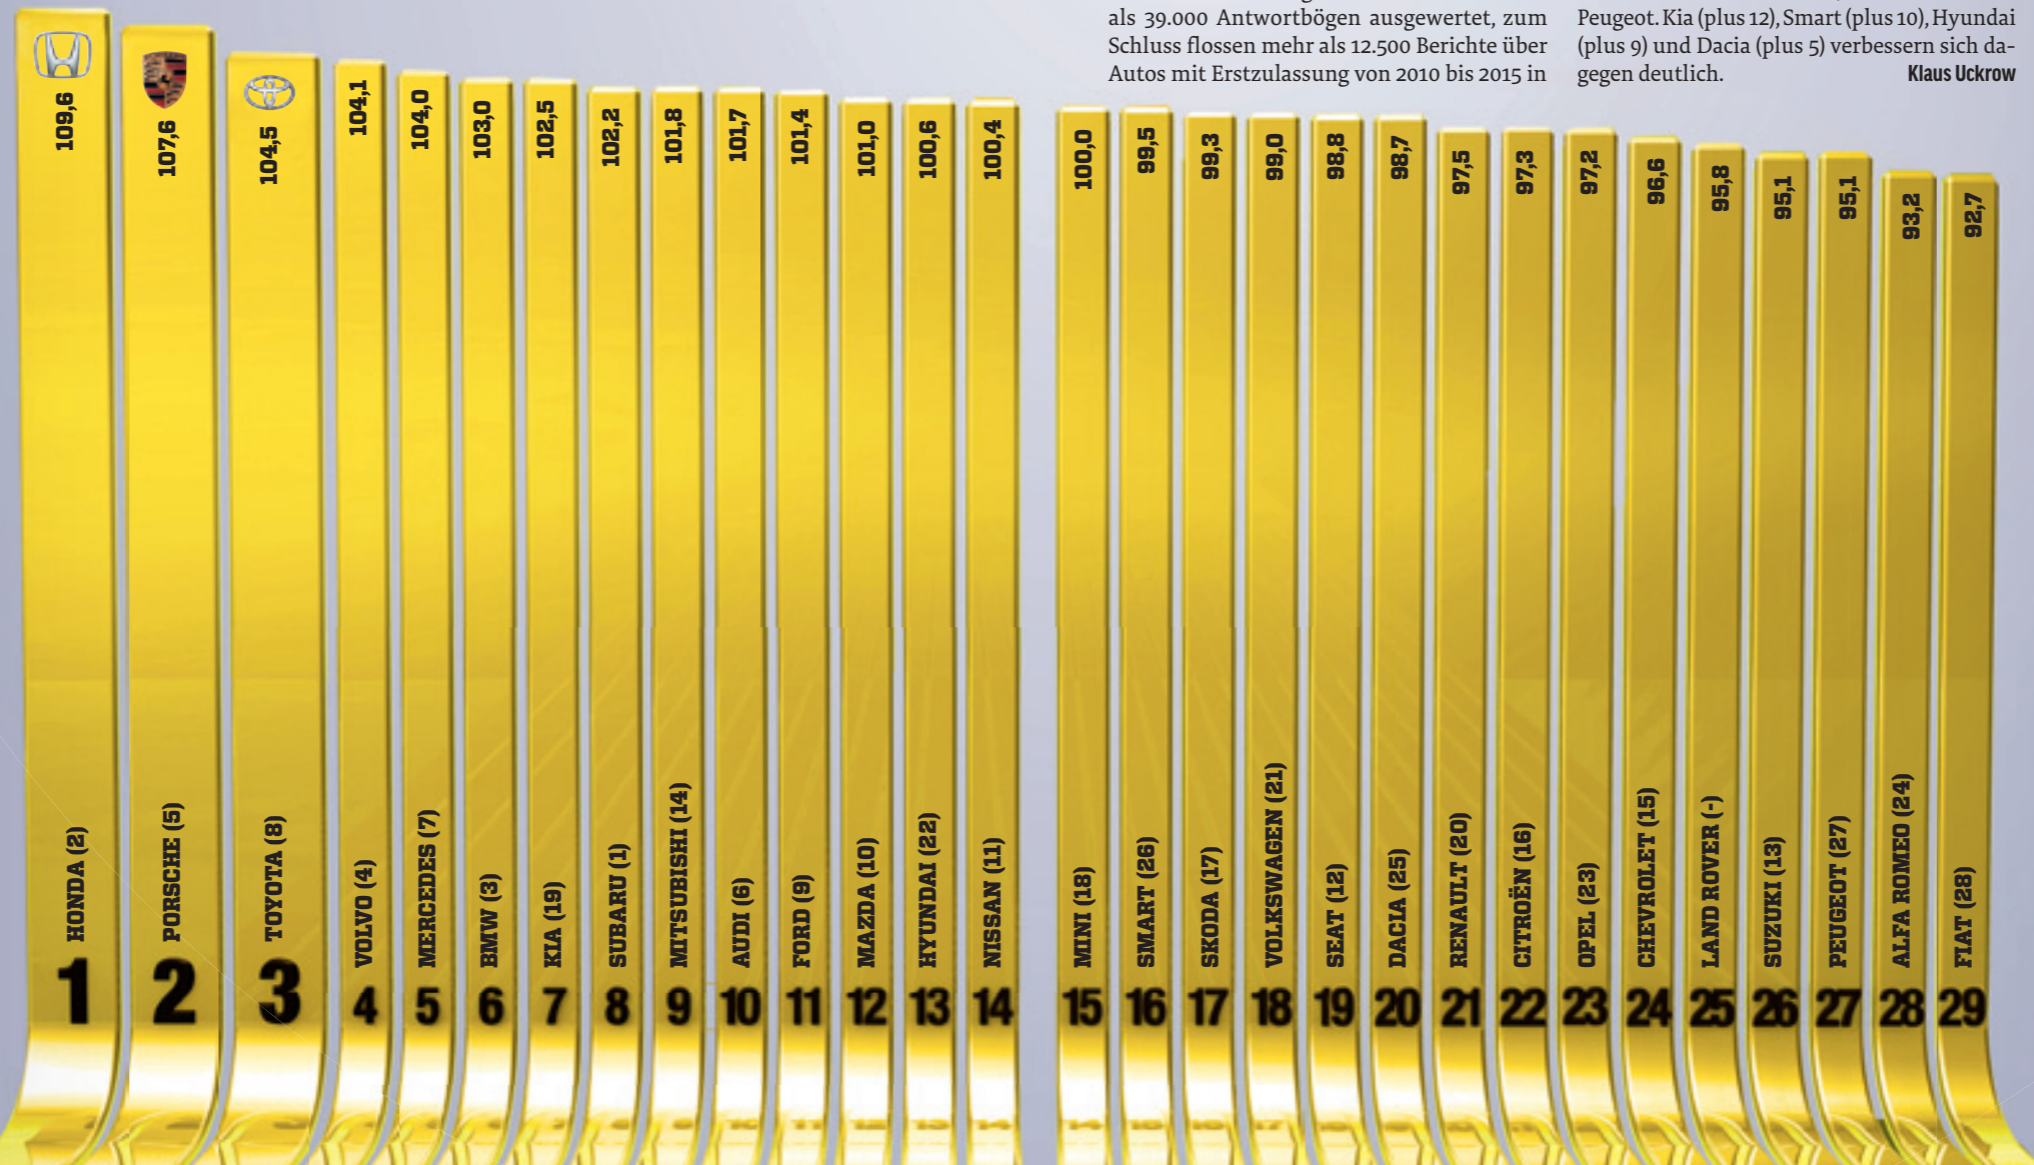 als 39.000 Antwortbögen ausgewertet, zum
Schluss flossen mehr als 12.500 Berichte über
Autos mit Erstzulassung von 2010 bis 2015 in
Peugeot. Kia (plus 12), Smart (plus 10), Hyundai
(plus 9) und Dacia (plus 5) verbessern sich da-
gegen deutlich.
Klaus Uckrow
109,6
HONDA (2)
1
107,6
PORSCHE (5)
2
104,5
TOYOTA (8)
3
104,1
VOLVO (4)
4
104,0
MERCEDES (7)
5
103,0
BMW (3)
6
102,5
KIA (19)
7
102,2
SUBARU (1)
8
101,8
MITSUBISHI (14)
9
101,7
AUDI (6)
10
101,4
FORD (9)
11
101,0
MAZDA (10)
12
100,6
HYUNDAI (22)
13
100,4
NISSAN (11)
14
100,0
MINI (18)
15
99,5
SMART (26)
16
99,3
SKODA (17)
17
99,0
VOLKSWAGEN (21)
18
98,8
SEAT (12)
19
98,7
DACIA (25)
20
97,5
RENAULT (20)
21
97,3
CITROËN (16)
22
97,2
OPEL (23)
23
96,6
CHEVROLET (15)
24
95,8
LAND ROVER (-)
25
95,1
SUZUKI (13)
26
95,1
PEUGEOT (27)
27
93,2
ALFA ROMEO (24)
28
92,7
FIAT (28)
29